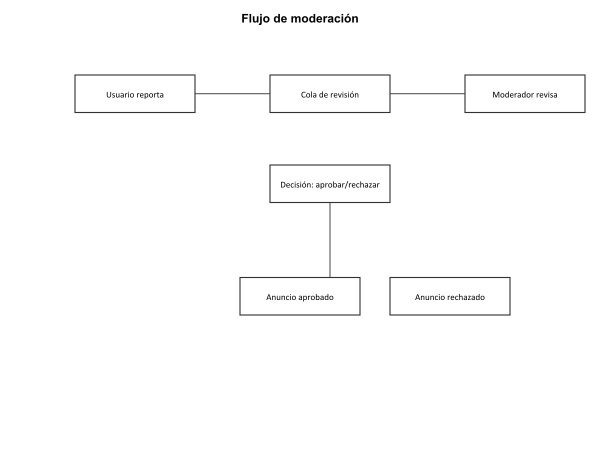 Flujo de moderación
Usuario reporta
Cola de revisión
Moderador revisa
Decisión: aprobar/rechazar
Anuncio aprobado
Anuncio rechazado